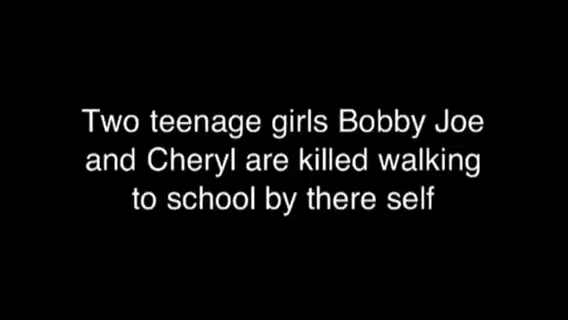 Two teenage girls Bobby Joe
and Cheryl are killed walking
to school by there self